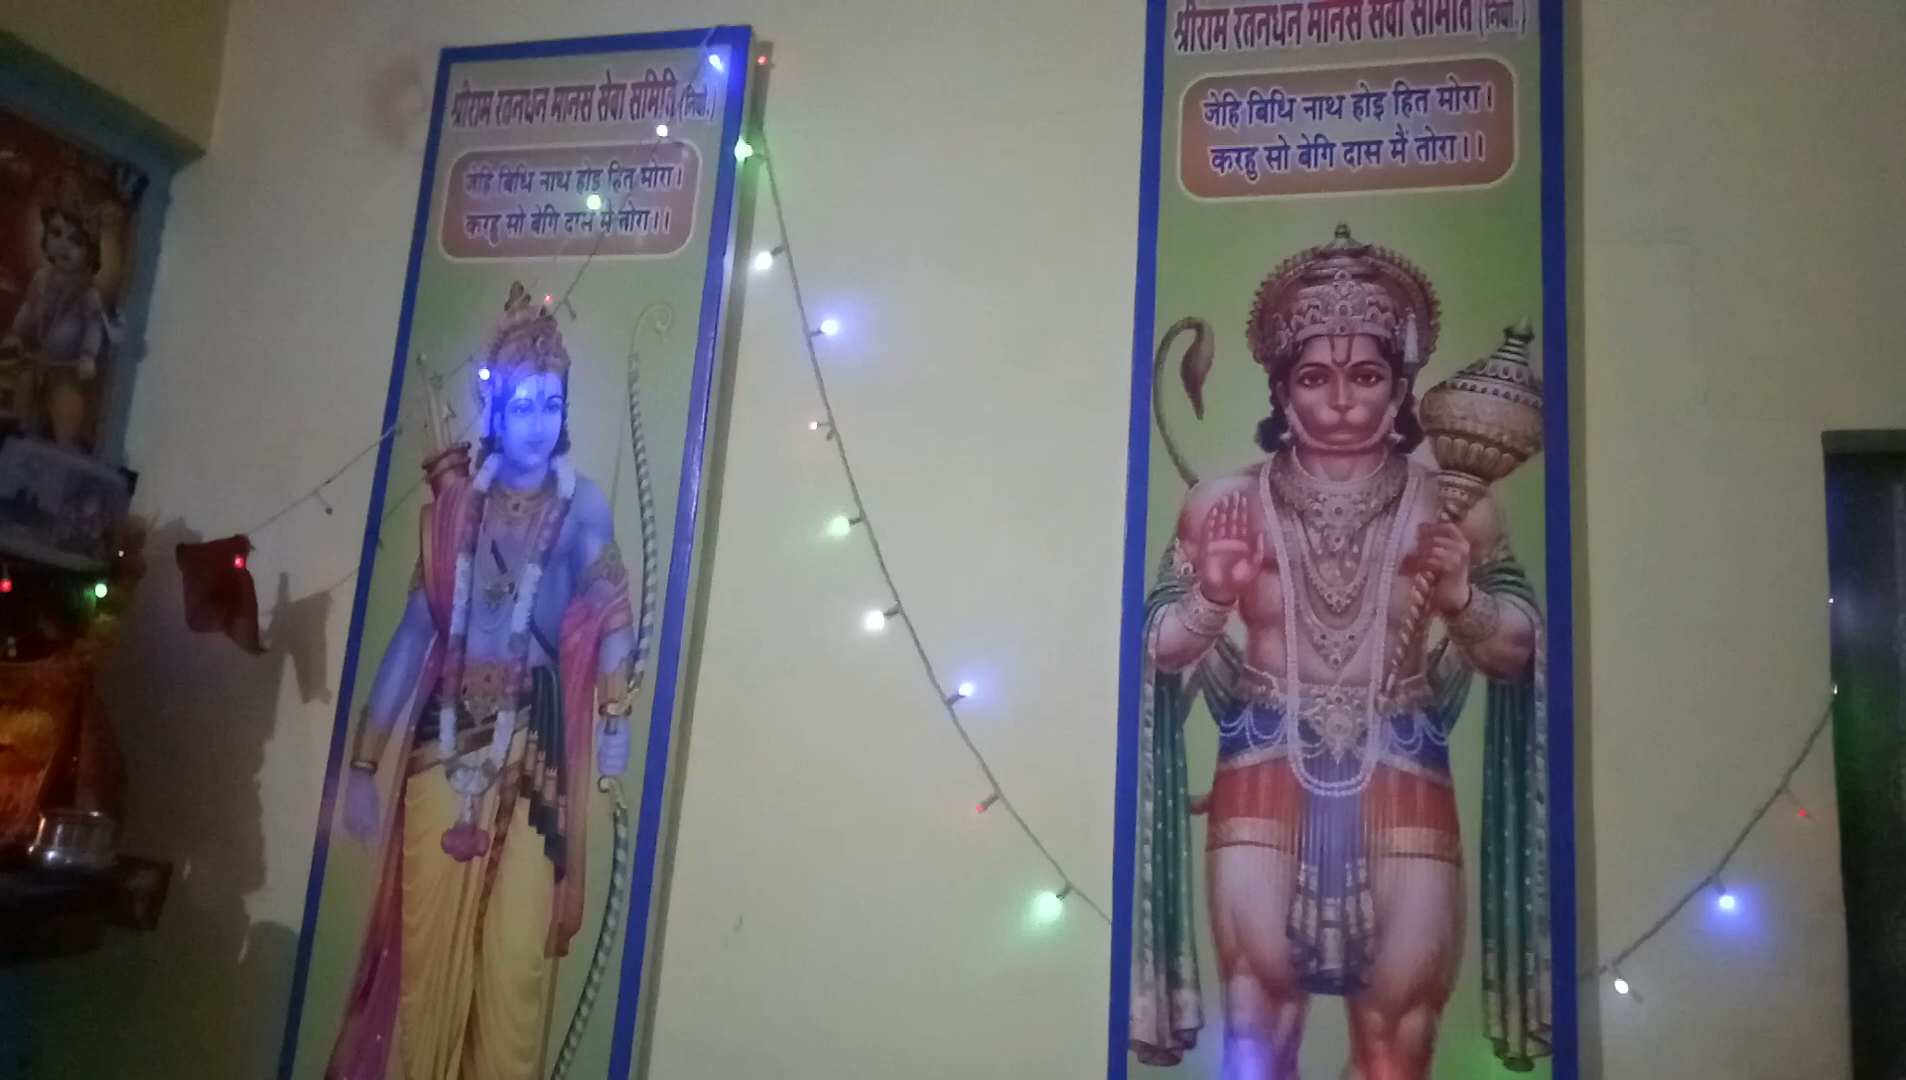 श्रीराम रतनधन मानस सेवा समिति (नियो.)
जेहि बिधि नाथ होइ हित मोरा।
करहु सो बेगि दास मैं तोरा।।
श्रीराम रतनधन मानस सेवा समिति (नियो.)
जेहि बिधि नाथ होइ हित मोरा।
करहु सो बेगि दास मैं तोरा।।